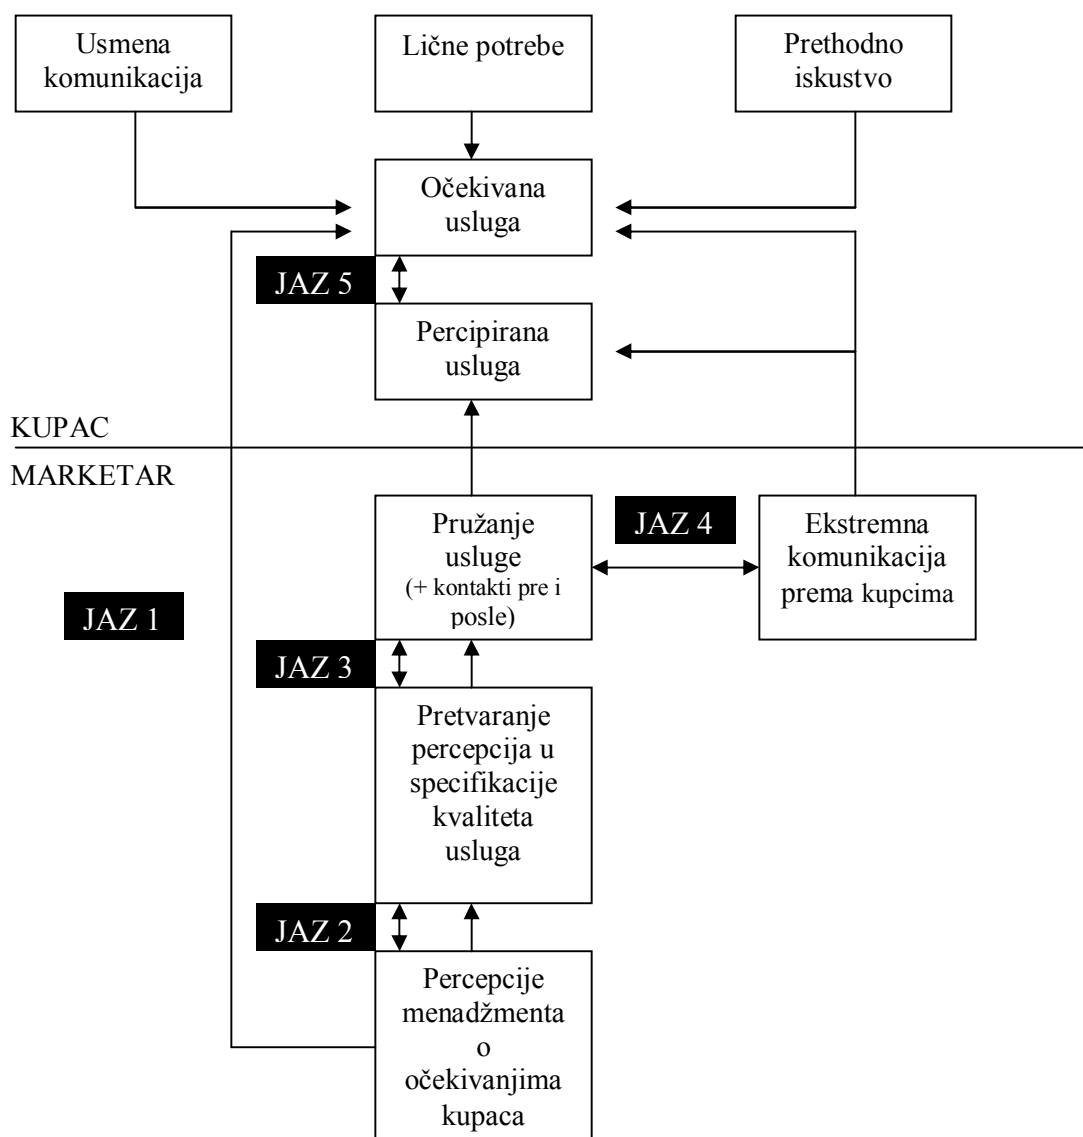 Usmena
komunikacija
Lične potrebe
Prethodno
iskustvo
Očekivana
usluga
JAZ 5
Percipirana
usluga
KUPAC
MARKETAR
Pružanje
usluge
(+ kontakti pre i
posle)
JAZ 4
Ekstremna
komunikacija
prema kupcima
JAZ 1
JAZ 3
Pretvaranje
percepcija u
specifikacije
kvaliteta
usluga
JAZ 2
Percepcije
menadžmenta
o
očekivanjima
kupaca